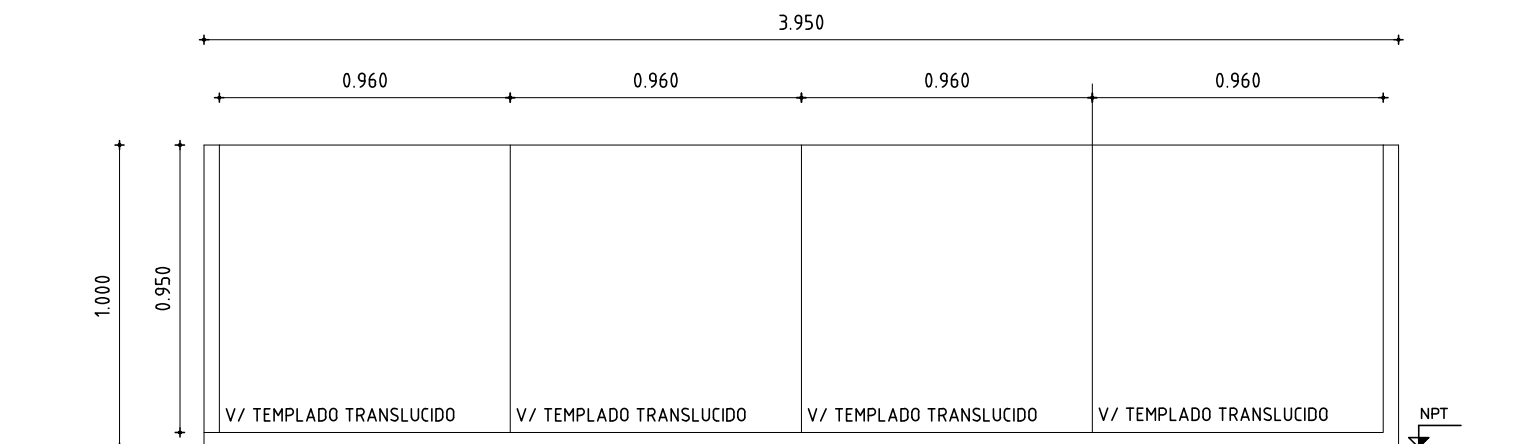 3.950
0.960 0.960 0.960 0.960
1.000
0.950
V/ TEMPLADO TRANSLUCIDO V/ TEMPLADO TRANSLUCIDO V/ TEMPLADO TRANSLUCIDO V/ TEMPLADO TRANSLUCIDO
NPT